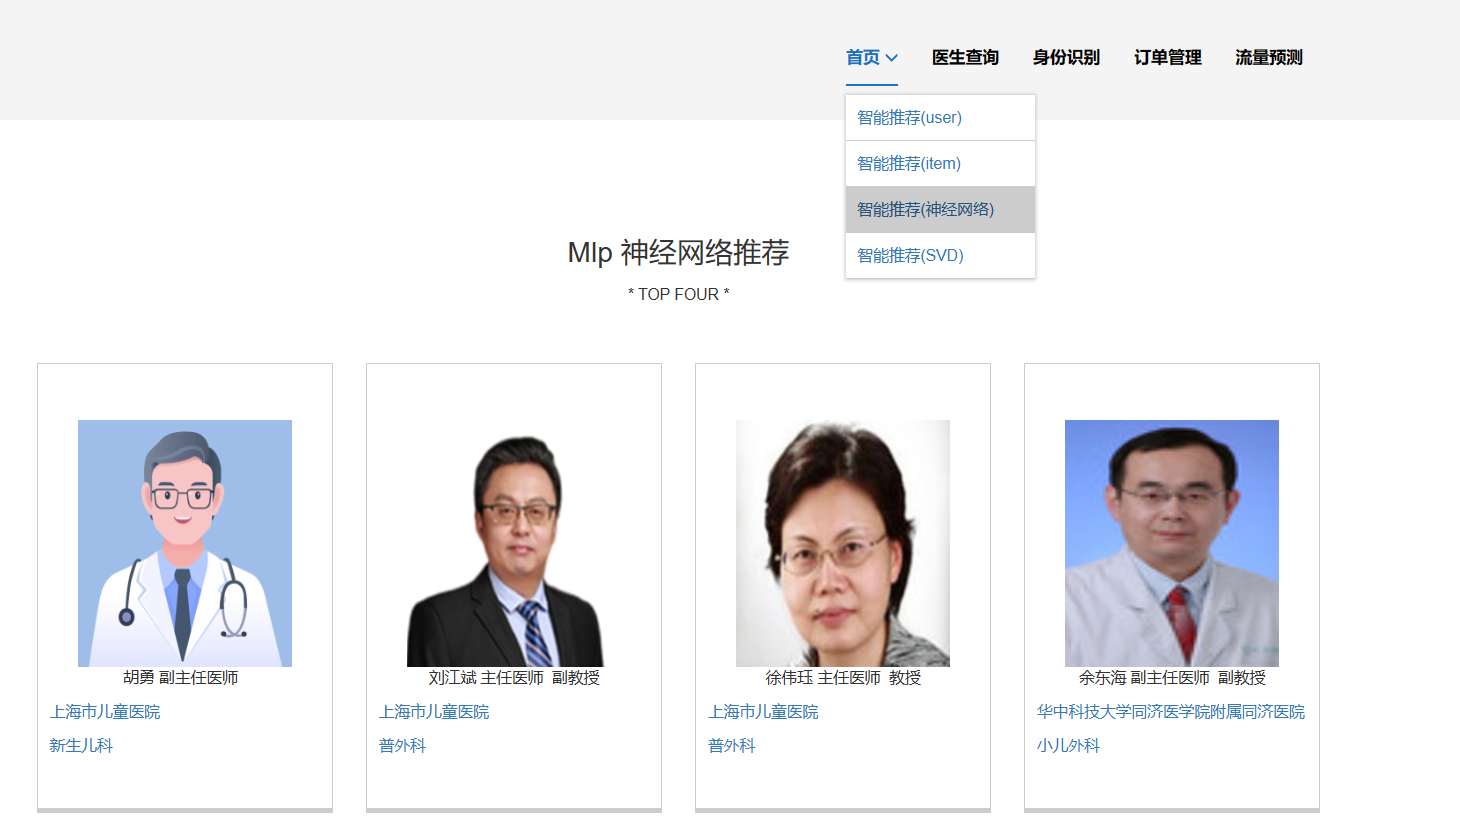 首页 医生查询 身份识别 订单管理 流量预测
智能推荐(user)
智能推荐(item)
智能推荐(神经网络)
智能推荐(SVD)
Mlp 神经网络推荐
* TOP FOUR *
胡勇 副主任医师
上海市儿童医院
新生儿科
刘江斌 主任医师 副教授
上海市儿童医院
普外科
徐伟珏 主任医师 教授
上海市儿童医院
普外科
余东海 副主任医师 副教授
华中科技大学同济医学院附属同济医院
小儿外科